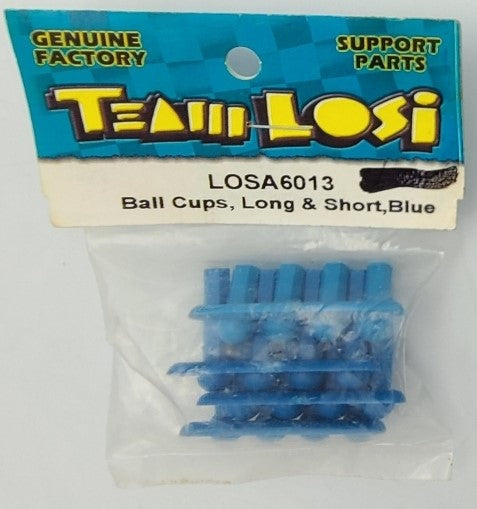 GENUINE FACTORY
SUPPORT PARTS
TEAM LOSI
LOSA6013
Ball Cups, Long & Short,Blue